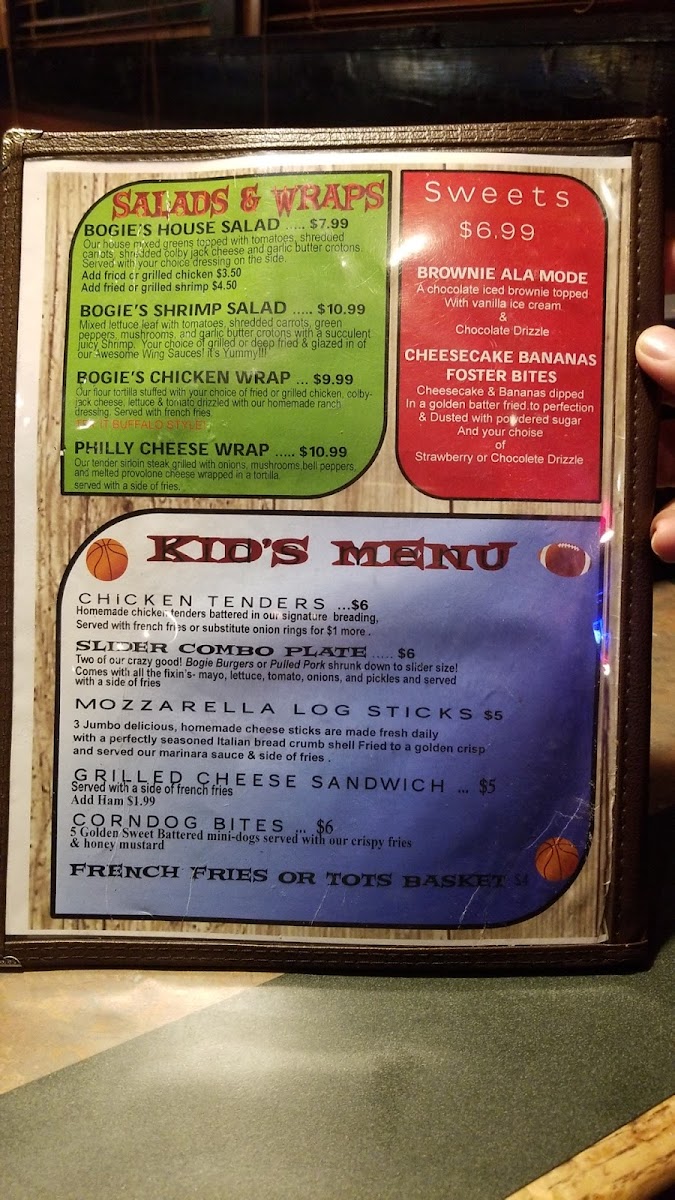 SALADS & WRAPS
BOGIE'S HOUSE SALAD ..... $7.99
Our house mixed greens topped with tomatoes, shredded
carrots, shredded colby jack cheese and garlic butter crotons.
Served with your choice dressing on the side.
Add fried or grilled chicken $3.50
Add fried or grilled shrimp $4.50
BOGIE'S SHRIMP SALAD ..... $10.99
Mixed lettuce leaf with tomatoes, shredded carrots, green
peppers, mushrooms, and garlic butter crotons with a succulent
juicy Shrimp. Your choice of grilled or deep fried & glazed in of
our Awesome Wing Sauces! it's Yummy!!!
BOGIE'S CHICKEN WRAP ... $9.99
Our flour tortilla stuffed with your choice of fried or grilled chicken, colby-
jack cheese, lettuce & tomato drizzled with our homemade ranch
dressing. Served with french fries.
IT BUFFALO STYLE!
PHILLY CHEESE WRAP ..... $10.99
Our tender sirloin steak grilled with onions, mushrooms,bell peppers,
and melted provolone cheese wrapped in a tortilla.
served with a side of fries.
Sweets
$6.99
BROWNIE ALA MODE
A chocolate iced brownie topped
With vanilla ice cream
&
Chocolate Drizzle
CHEESECAKE BANANAS
FOSTER BITES
Cheesecake & Bananas dipped
In a golden batter fried.to perfection
& Dusted with powdered sugar
And your choise
of
Strawberry or Chocolete Drizzle
KID'S MENU
CHICKEN TENDERS ...$6
Homemade chicken tenders battered in our signature breading,
Served with french fries or substitute onion rings for $1 more .
SLIDER COMBO PLATE ..... $6
Two of our crazy good! Bogie Burgers or Pulled Pork shrunk down to slider size!
Comes with all the fixin's- mayo, lettuce, tomato, onions, and pickles and served
with a side of fries
MOZZARELLA LOG STICKS $5
3 Jumbo delicious, homemade cheese sticks are made fresh daily
with a perfectly seasoned Italian bread crumb shell Fried to a golden crisp
and served our marinara sauce & side of fries .
GRILLED CHEESE SANDWICH ... $5
Served with a side of french fries
Add Ham $1.99
CORNDOG BITES ... $6
5 Golden Sweet Battered mini-dogs served with our crispy fries
& honey mustard
FRENCH FRIES OR TOTS BASKET $4